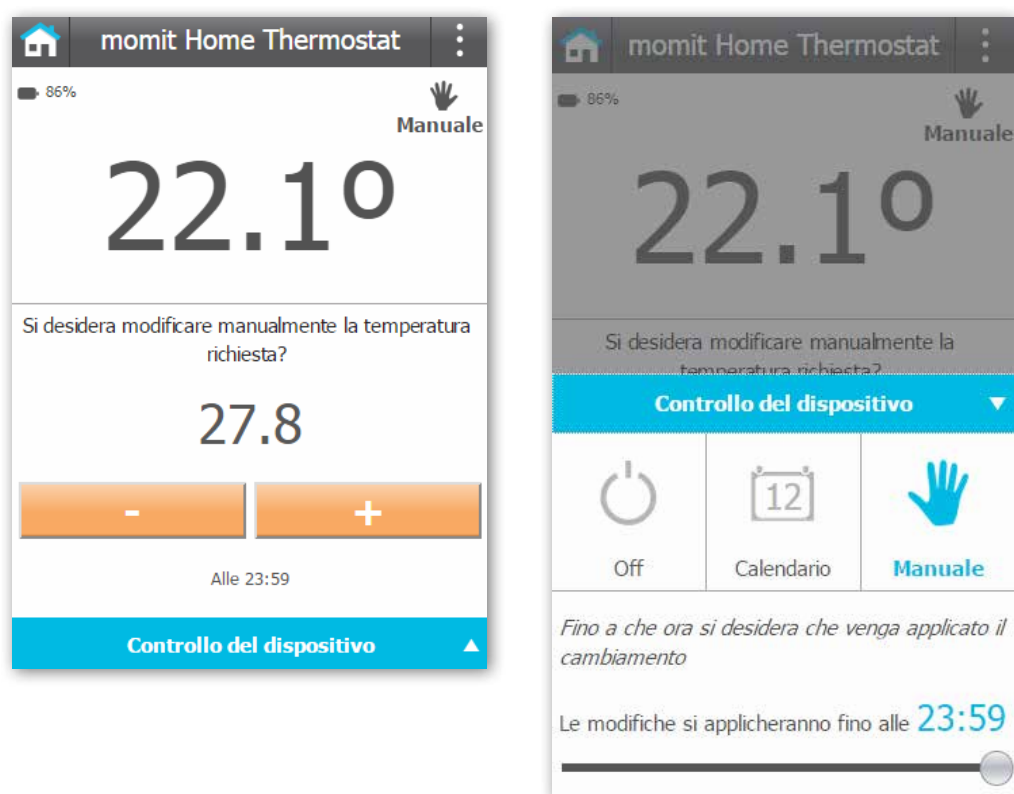 momit Home Thermostat
86%
Manuale
22.1º
Si desidera modificare manualmente la temperatura
richiesta?
27.8
- +
Alle 23:59
Controllo del dispositivo
momit Home Thermostat
86%
Manuale
22.1º
Si desidera modificare manualmente la
temperatura richiesta?
Controllo del dispositivo
12
Off Calendario Manuale
Fino a che ora si desidera che venga applicato il
cambiamento
Le modifiche si applicheranno fino alle 23:59